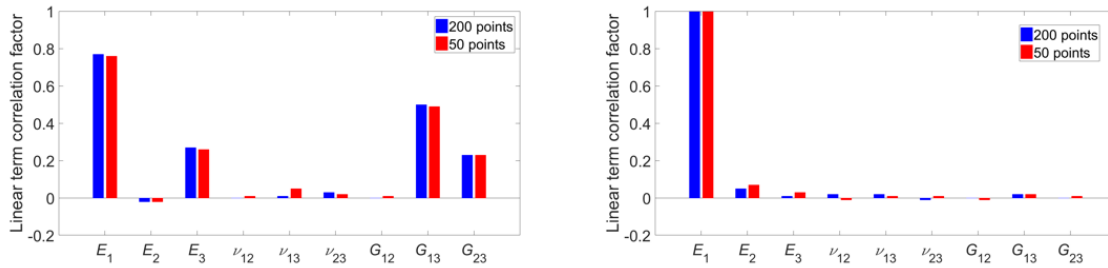 Linear term correlation factor
1
0.8
0.6
0.4
0.2
0
-0.2
200 points
50 points
E1 E2 E3 ν12 ν13 ν23 G12 G13 G23
Linear term correlation factor
1
0.8
0.6
0.4
0.2
0
-0.2
200 points
50 points
E1 E2 E3 ν12 ν13 ν23 G12 G13 G23